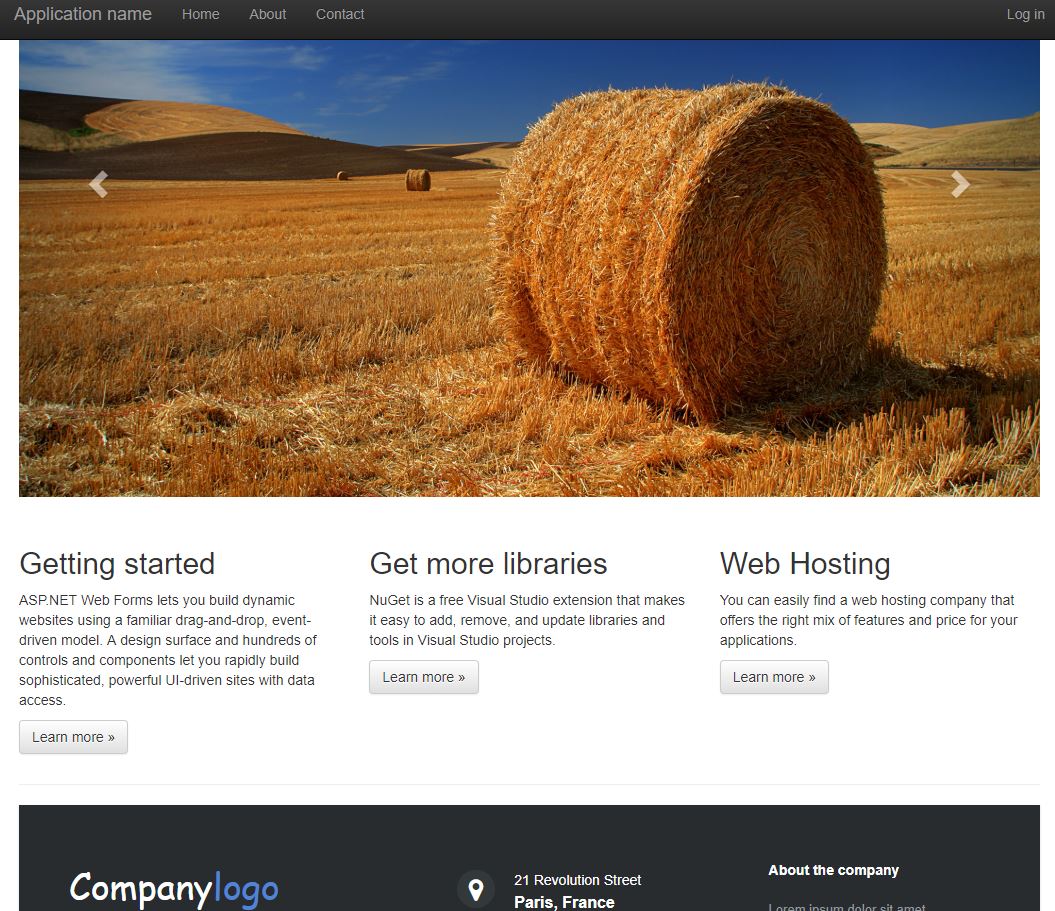 Application name Home About Contact Log in
Getting started
ASP.NET Web Forms lets you build dynamic
websites using a familiar drag-and-drop, event-
driven model. A design surface and hundreds of
controls and components let you rapidly build
sophisticated, powerful UI-driven sites with data
access.
Learn more »
Get more libraries
NuGet is a free Visual Studio extension that makes
it easy to add, remove, and update libraries and
tools in Visual Studio projects.
Learn more »
Web Hosting
You can easily find a web hosting company that
offers the right mix of features and price for your
applications.
Learn more »
Companylogo
21 Revolution Street
Paris, France
About the company
Lorem ipsum dolor sit amet